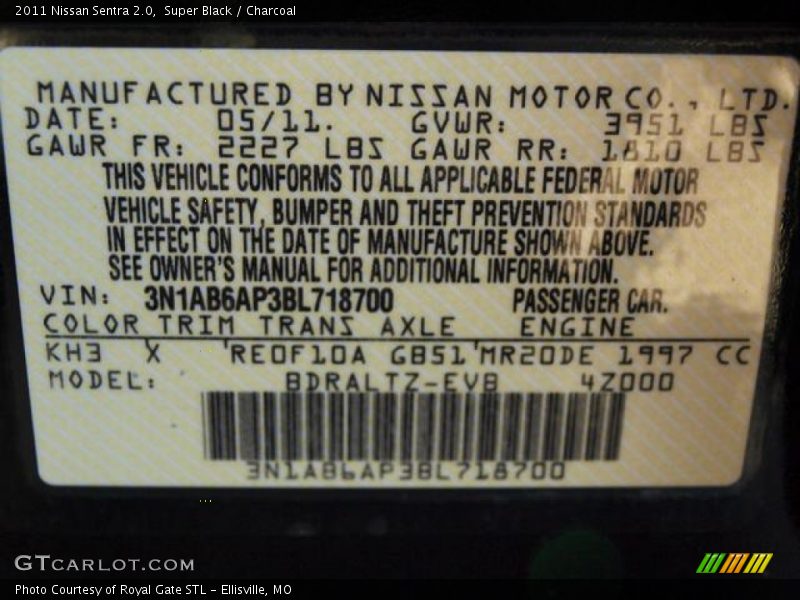 2011 Nissan Sentra 2.0, Super Black / Charcoal
MANUFACTURED BY NISSAN MOTOR CO., LTD.
DATE: 05/11. GVWR: 3951 LBS
GAWR FR: 2227 LBS GAWR RR: 1810 LBS
THIS VEHICLE CONFORMS TO ALL APPLICABLE FEDERAL MOTOR
VEHICLE SAFETY, BUMPER AND THEFT PREVENTION STANDARDS
IN EFFECT ON THE DATE OF MANUFACTURE SHOWN ABOVE.
SEE OWNER'S MANUAL FOR ADDITIONAL INFORMATION.
VIN: 3N1AB6AP3BL718700 PASSENGER CAR.
COLOR TRIM TRANS AXLE ENGINE
KH3 X 'RE0F10A GB51'MR20DE 1997 CC
MODEL: BDRALTZ-EVB 4Z000
3N1AB6AP3BL718700
GTCARLOT.COM
Photo Courtesy of Royal Gate STL - Ellisville, MO